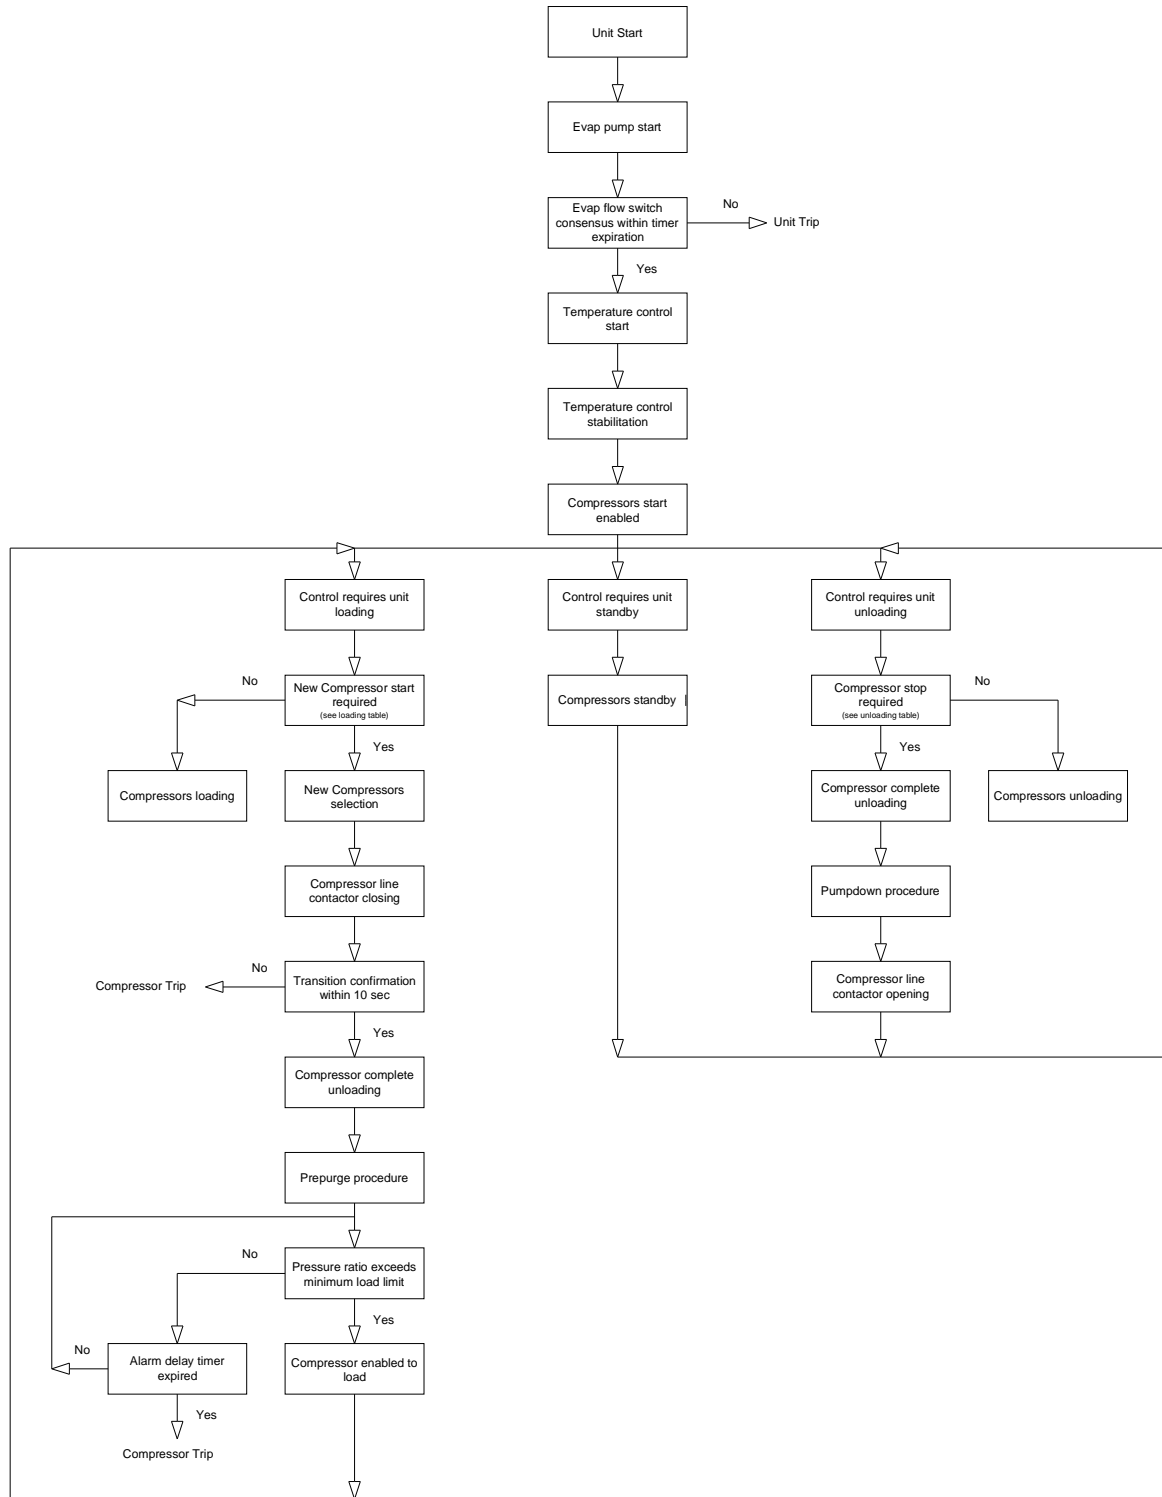 Unit Start
Evap pump start
Evap flow switch
consensus within timer
expiration
No
Unit Trip
Yes
Temperature control
start
Temperature control
stabilitation
Compressors start
enabled
Control requires unit
loading
Control requires unit
standby
Control requires unit
unloading
No
New Compressor start
required
(see loading table)
Compressors standby
Compressor stop
required
(see unloading table)
No
Yes
Yes
Compressors loading
New Compressors
selection
Compressor complete
unloading
Compressors unloading
Compressor line
contactor closing
Pumpdown procedure
Compressor Trip
No
Transition confirmation
within 10 sec
Compressor line
contactor opening
Yes
Compressor complete
unloading
Prepurge procedure
No
Pressure ratio exceeds
minimum load limit
Yes
No
Alarm delay timer
expired
Compressor enabled to
load
Yes
Compressor Trip